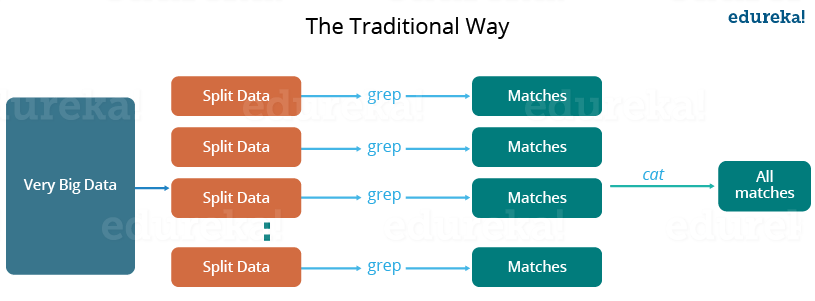 edureka!
The Traditional Way
Split Data
grep
Matches
Split Data
grep
Matches
Very Big Data
Split Data
grep
Matches
cat
All
matches
Split Data
grep
Matches
edureka!
edureka!
edureka!
edureka!